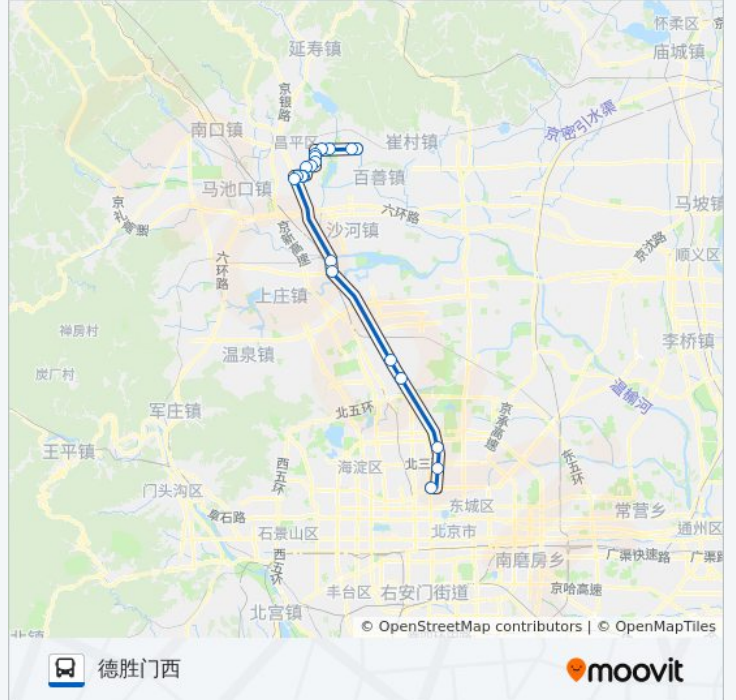 怀柔区
延寿镇
庙城镇
京银路
京密引水渠
南口镇
昌平区
崔村镇
马池口镇
百善镇
马坡镇
京礼高速
六环路
沙河镇
京新高速
京沈路
顺义区
六环路
上庄镇
禅房村
李桥镇
温泉镇
炭厂村
温榆河
军庄镇
北五环
京承高速
王平镇
西五环
海淀区
北三
东五环
门头沟区
东城区
常营乡
石景山区
北京市
通州区
西五环
南磨房乡
广渠快速路
广渠
丰台区
右安门街道
京哈高速
北宫镇
© OpenStreetMap contributors | © OpenMapTiles
德胜门西
moovit